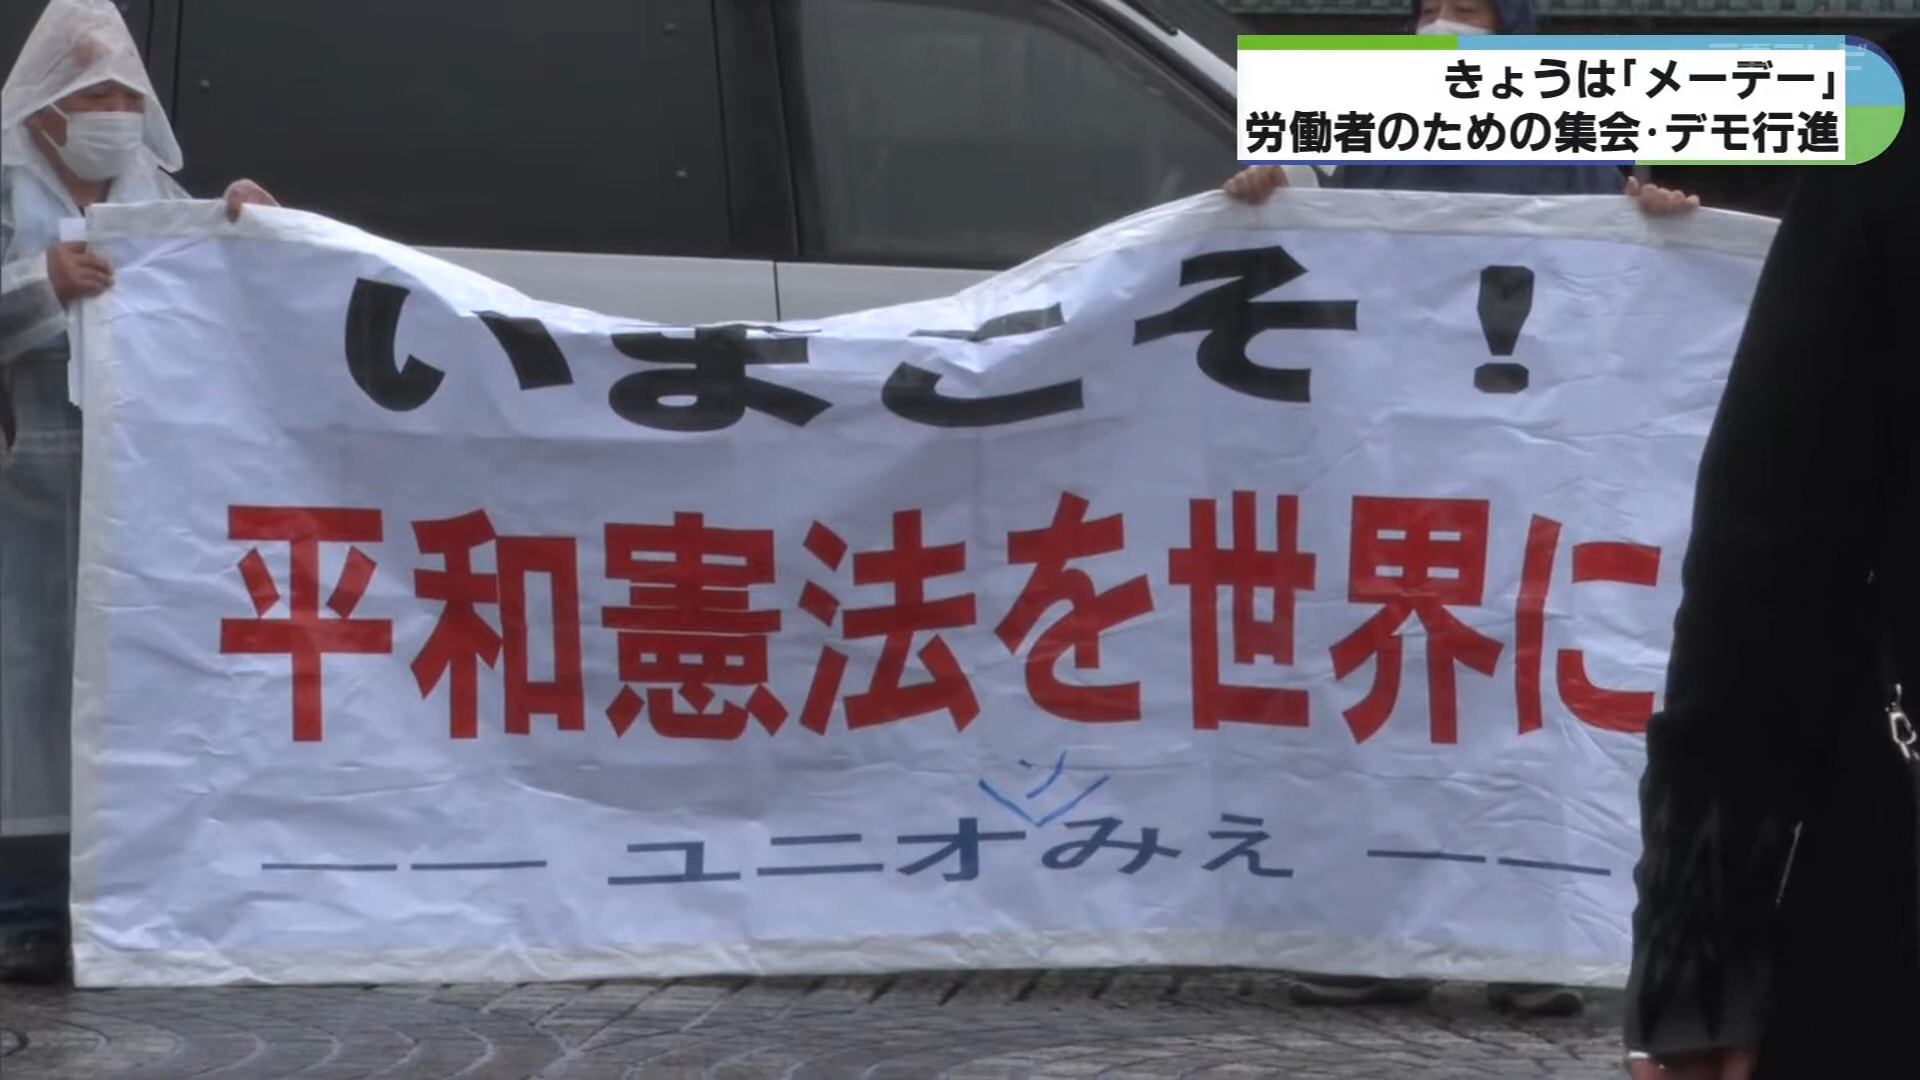 きょうは「メーデー」
労働者のための集会・デモ行進
いまこそ!
平和憲法を世界に
ン
ユニオみえ